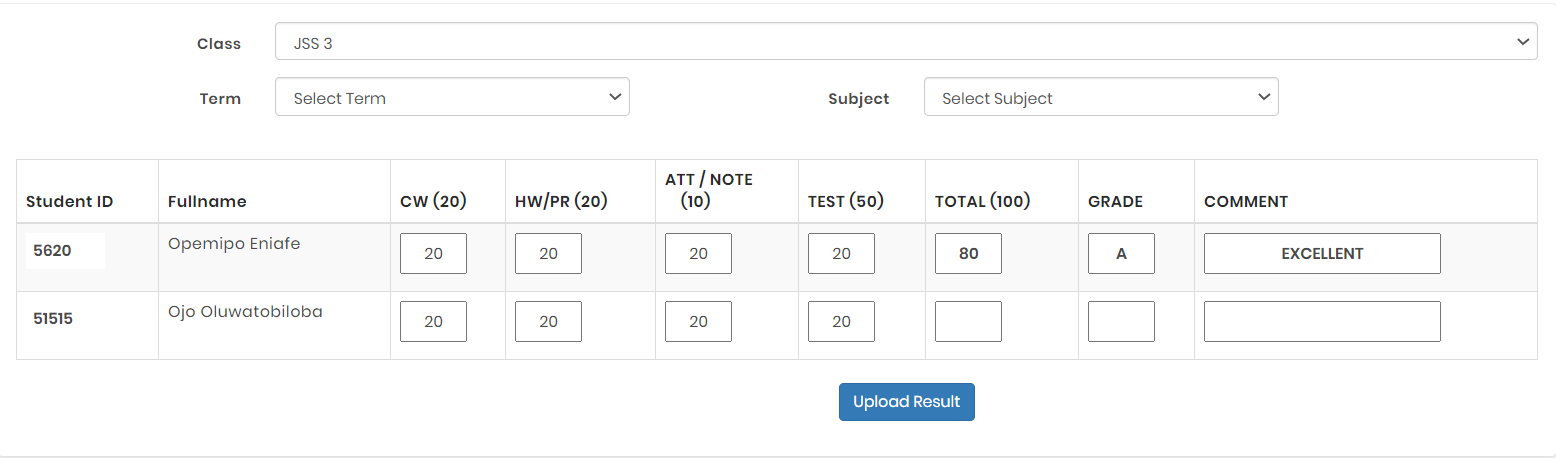 Class JSS 3
Term Select Term Subject Select Subject
Student ID Fullname CW (20) HW/PR (20) ATT / NOTE (10) TEST (50) TOTAL (100) GRADE COMMENT
5620 Opemipo Eniafe 20 20 20 20 80 A EXCELLENT
51515 Ojo Oluwatobiloba 20 20 20 20
Upload Result